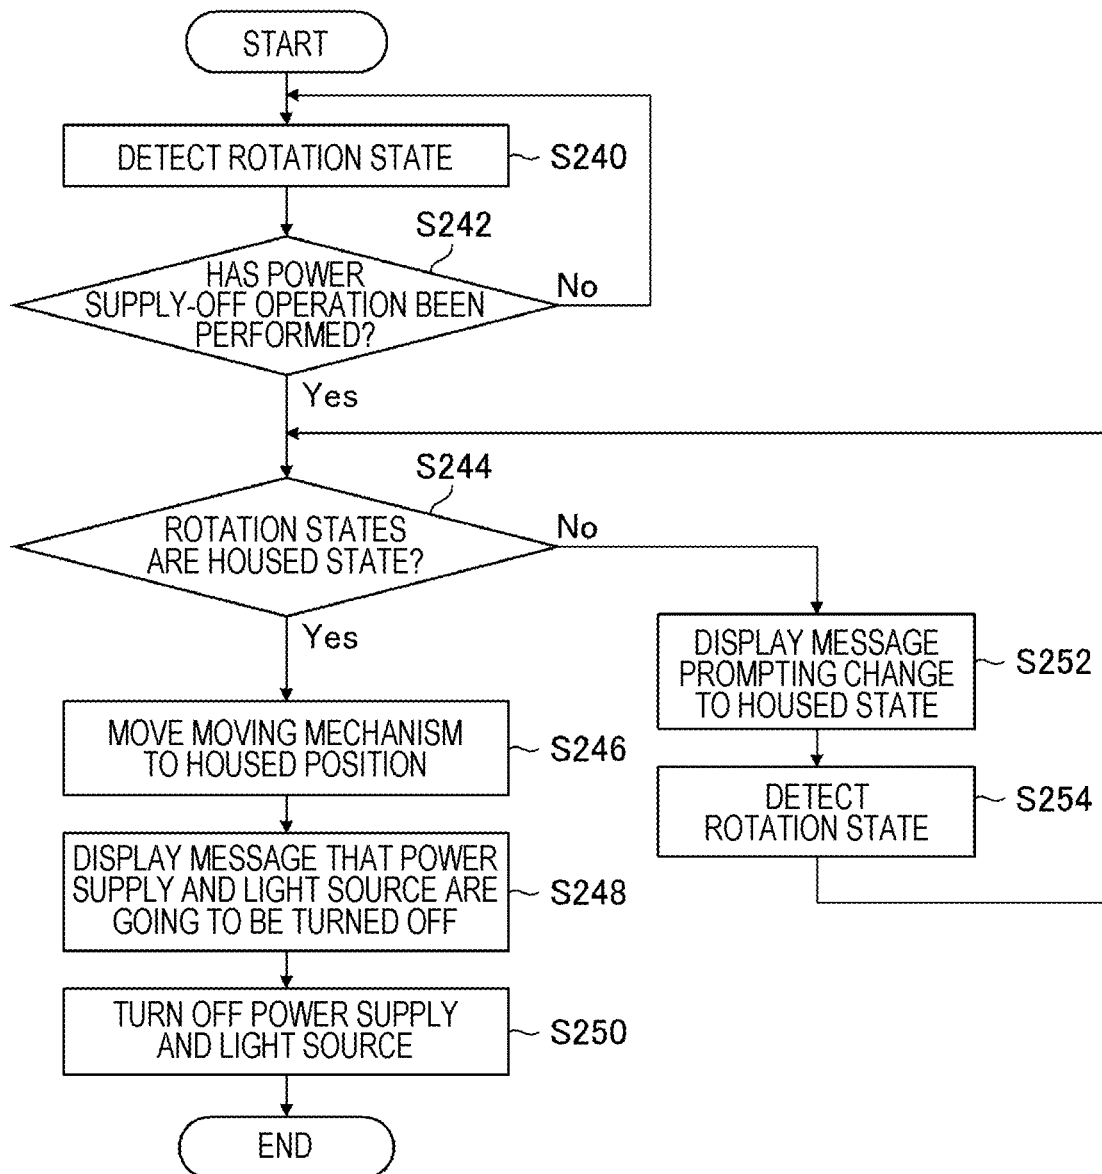 START
DETECT ROTATION STATE
S240
S242
HAS POWER
SUPPLY-OFF OPERATION BEEN
PERFORMED?
No
Yes
S244
ROTATION STATES
ARE HOUSED STATE?
No
Yes
DISPLAY MESSAGE
PROMPTING CHANGE
TO HOUSED STATE
S252
MOVE MOVING MECHANISM
TO HOUSED POSITION
S246
DETECT
ROTATION STATE
S254
DISPLAY MESSAGE THAT POWER
SUPPLY AND LIGHT SOURCE ARE
GOING TO BE TURNED OFF
S248
TURN OFF POWER SUPPLY
AND LIGHT SOURCE
S250
END